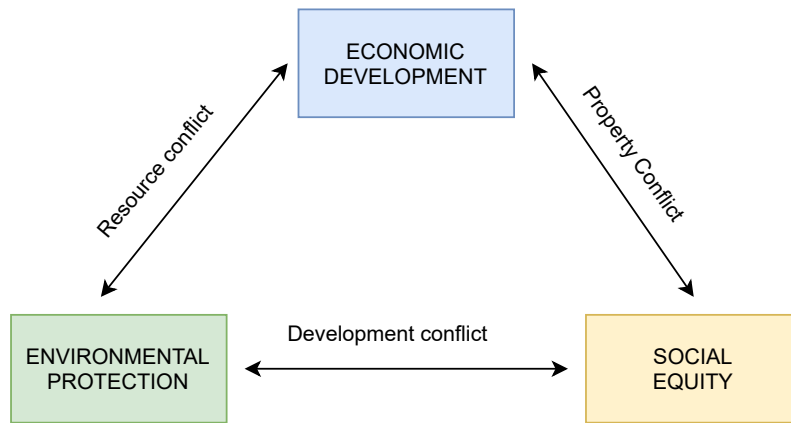 ECONOMIC
DEVELOPMENT
Resource conflict
Property Conflict
Development conflict
ENVIRONMENTAL
PROTECTION
SOCIAL
EQUITY